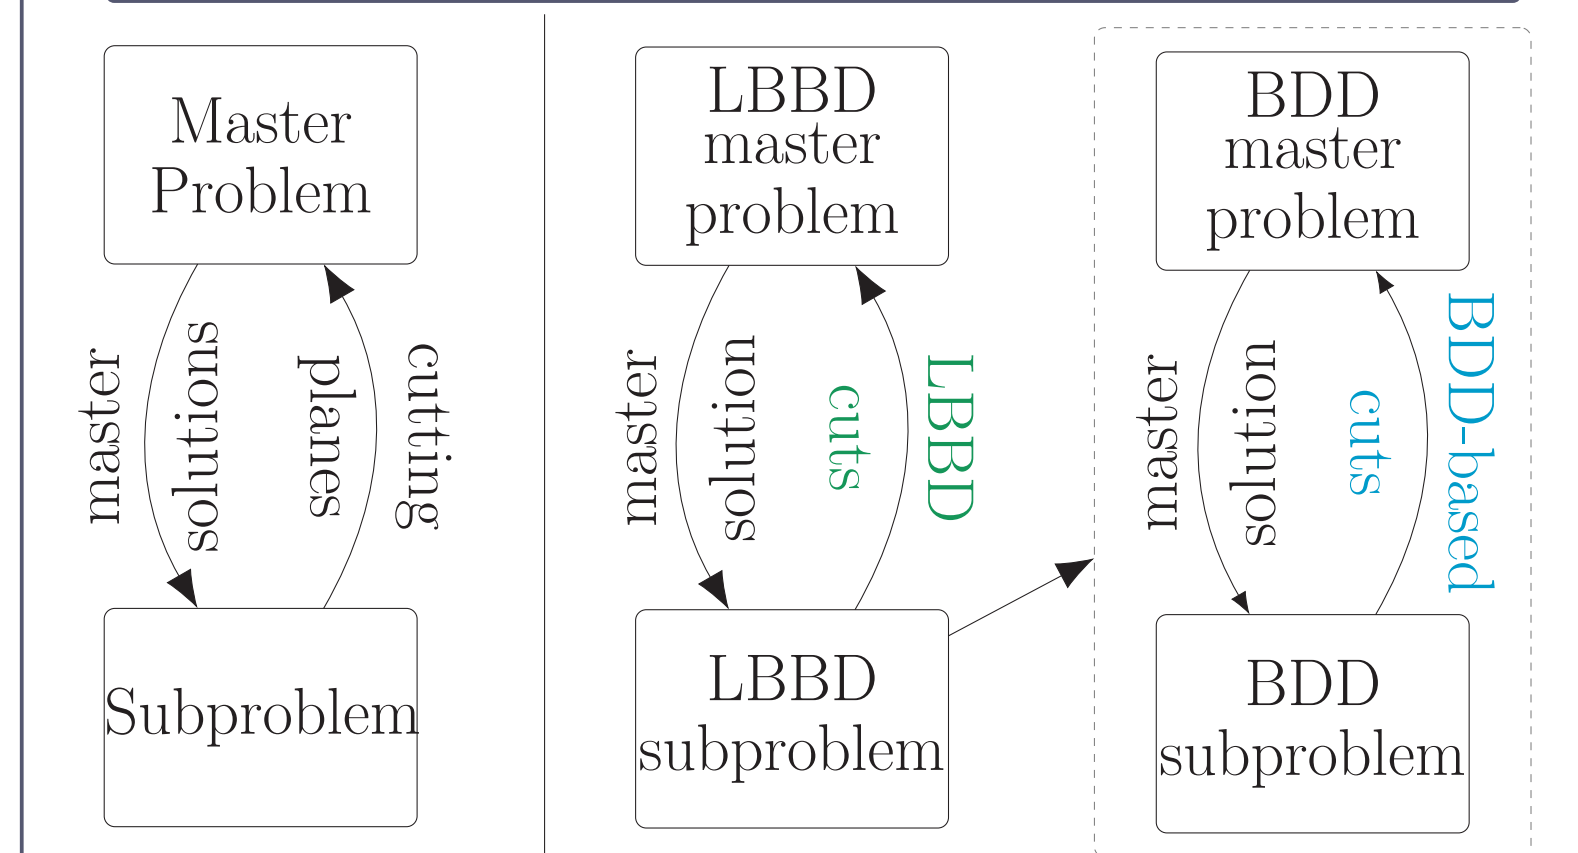 Master
Problem
master
solutions
planes
cutting
Subproblem
LBBD
master
problem
master
solution
cuts
LBBD
LBBD
subproblem
BDD
master
problem
master
solution
cuts
BDD-based
BDD
subproblem